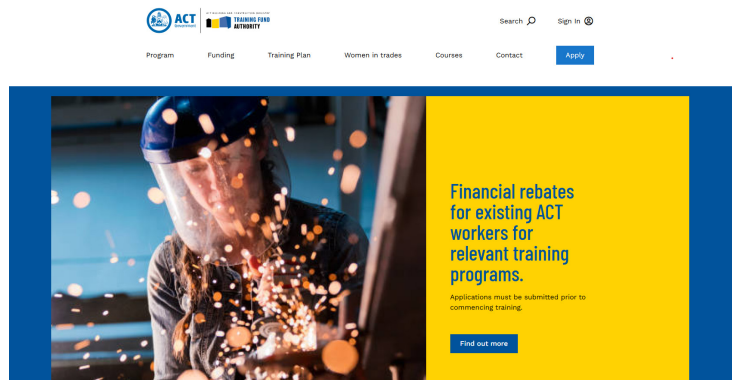 ACT
TRAINING FUND
AUTHORITY
Search
Sign In
Program
Funding
Training Plan
Women in trades
Courses
Contact
Apply
Financial rebates
for existing ACT
workers for
relevant training
programs.
Applications must be submitted prior to
commencing training.
Find out more